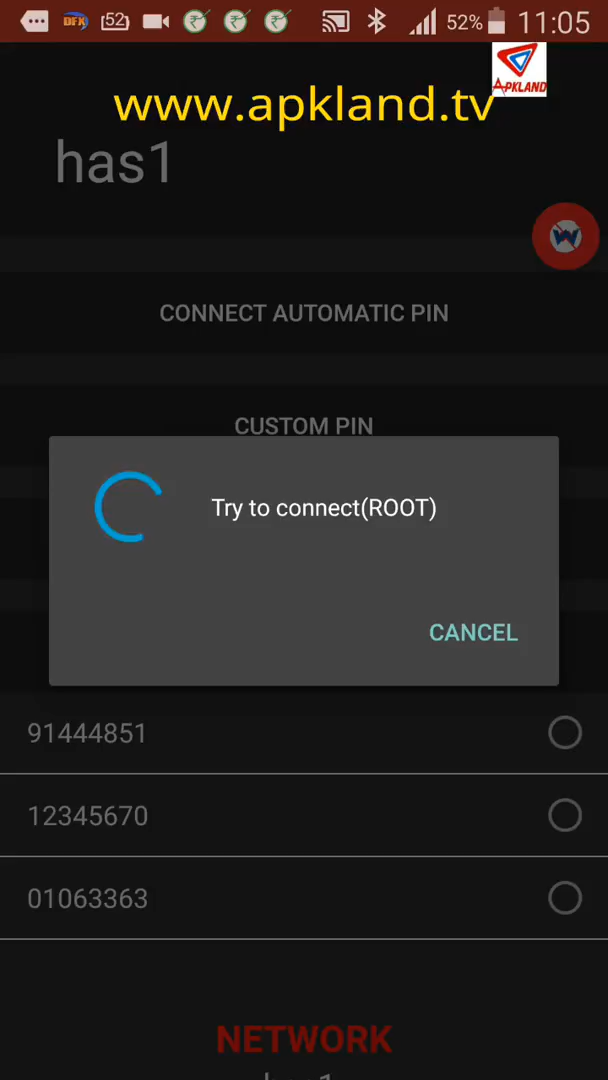 52
52% 11:05
APKLAND
www.apkland.tv
has1
W
CONNECT AUTOMATIC PIN
CUSTOM PIN
Try to connect(ROOT)
CANCEL
91444851
12345670
01063363
NETWORK